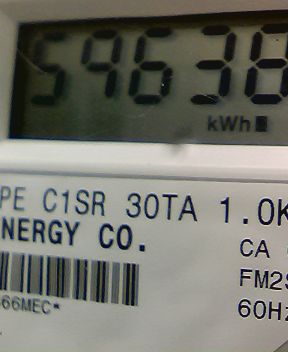 59638
kWh
PE C1SR 30TA 1.0K
NERGY CO.
CA
FM2S
66MEC*
60Hz